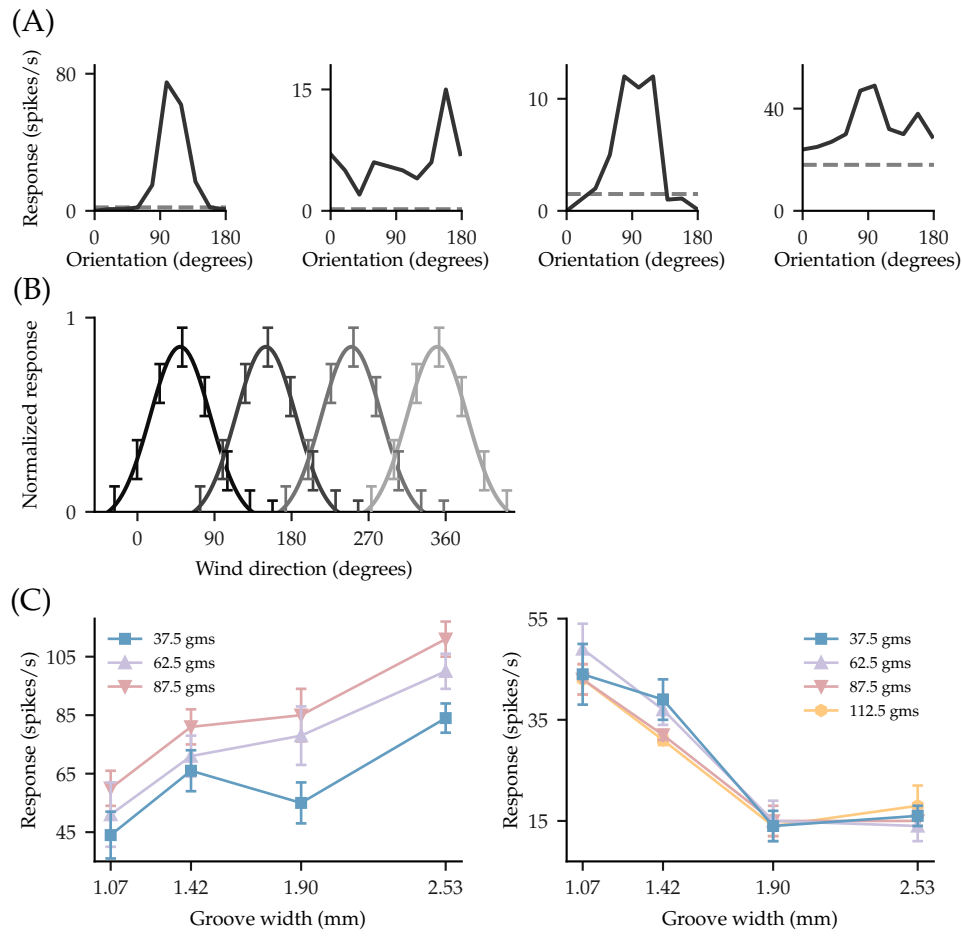 (A)
Response (spikes/s)
80
0
0 90 180
Orientation (degrees)
15
0
0 90 180
Orientation (degrees)
10
0
0 90 180
Orientation (degrees)
40
0
0 90 180
Orientation (degrees)
(B)
Normalized response
1
0
0 90 180 270 360
Wind direction (degrees)
(C)
Response (spikes/s)
105
85
65
45
37.5 gms
62.5 gms
87.5 gms
1.07 1.42 1.90 2.53
Groove width (mm)
Response (spikes/s)
55
35
15
37.5 gms
62.5 gms
87.5 gms
112.5 gms
1.07 1.42 1.90 2.53
Groove width (mm)